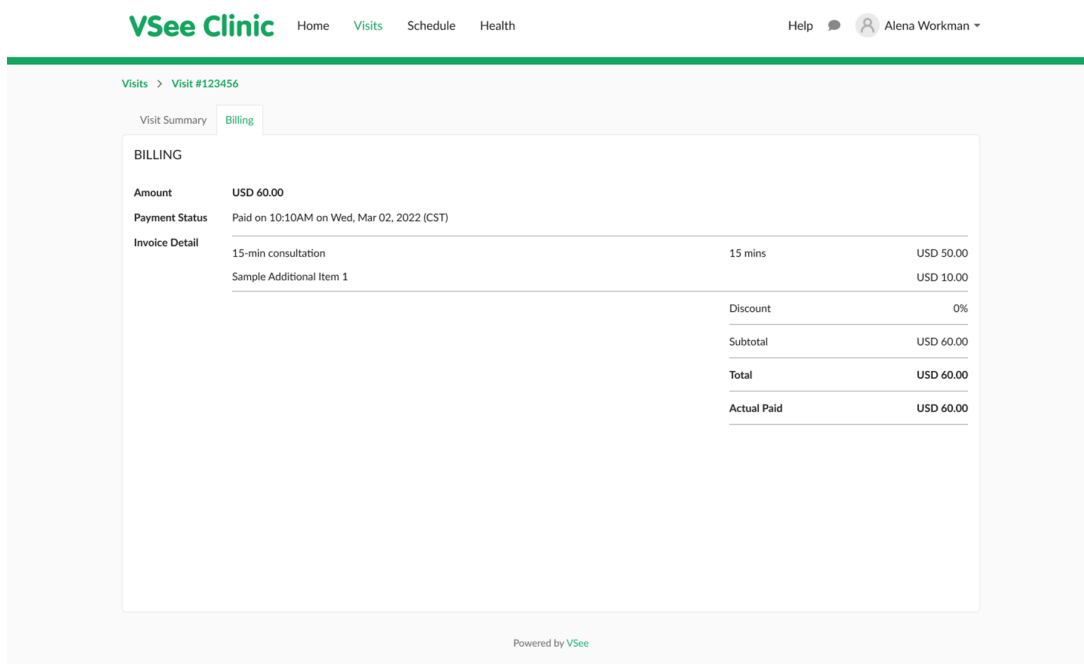 VSee Clinic Home Visits Schedule Health Help Alena Workman
Visits > Visit #123456
Visit Summary Billing
BILLING
Amount USD 60.00
Payment Status Paid on 10:10AM on Wed, Mar 02, 2022 (CST)
Invoice Detail
15-min consultation 15 mins USD 50.00
Sample Additional Item 1 USD 10.00
Discount 0%
Subtotal USD 60.00
Total USD 60.00
Actual Paid USD 60.00
Powered by VSee